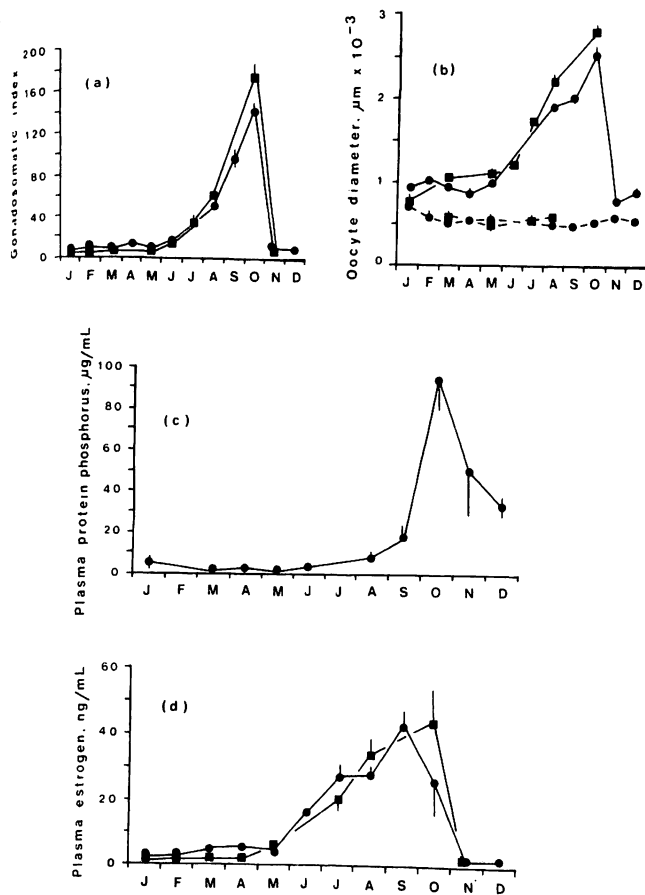 (a)
Gonadosomatic index
200
160
120
80
40
0
J F M A M J J A S O N D
(b)
Oocyte diameter, µm x 10⁻³
3
2
1
0
J F M A M J J A S O N D
(c)
Plasma protein phosphorus, µg/mL
100
80
60
40
20
0
J F M A M J J A S O N D
(d)
Plasma estrogen, ng/mL
60
40
20
0
J F M A M J J A S O N D